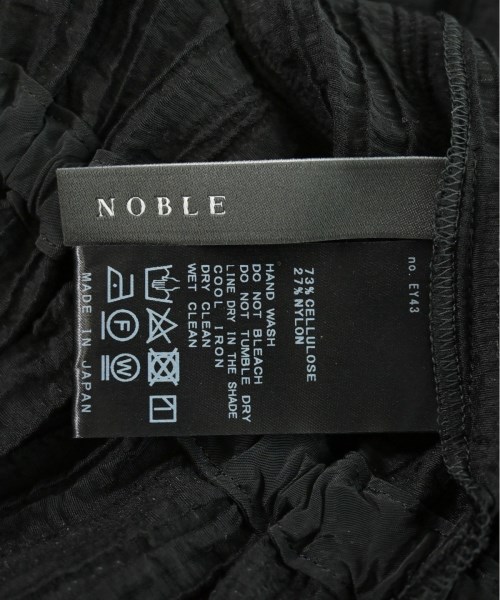 NOBLE
no. EY43
73% CELLULOSE
27% NYLON
HAND WASH
DO NOT BLEACH
DO NOT TUMBLE DRY
LINE DRY IN THE SHADE
COOL IRON
DRY CLEAN
WET CLEAN
F
W
MADE IN JAPAN